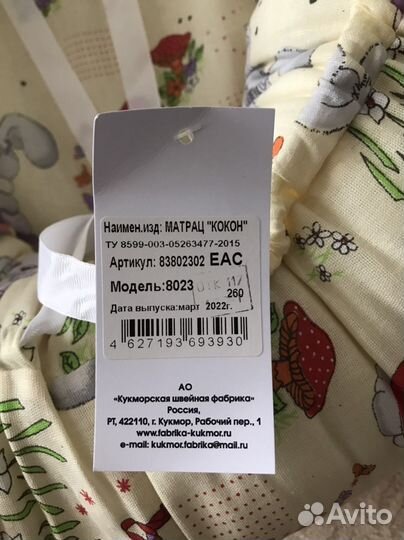 Наимен.изд: МАТРАЦ "КОКОН"
ТУ 8599-003-05263477-2015
Артикул: 83802302 EAC
Модель:8023 ОТК 11/
260
Дата выпуска:март 2022г.
4 627193 693930
АО
«Кукморская швейная фабрика»
Россия,
РТ, 422110, г. Кукмор, Рабочий пер., 1
www.fabrika-kukmor.ru
e-mail: kukmor.fabrika@mail.ru
Avito